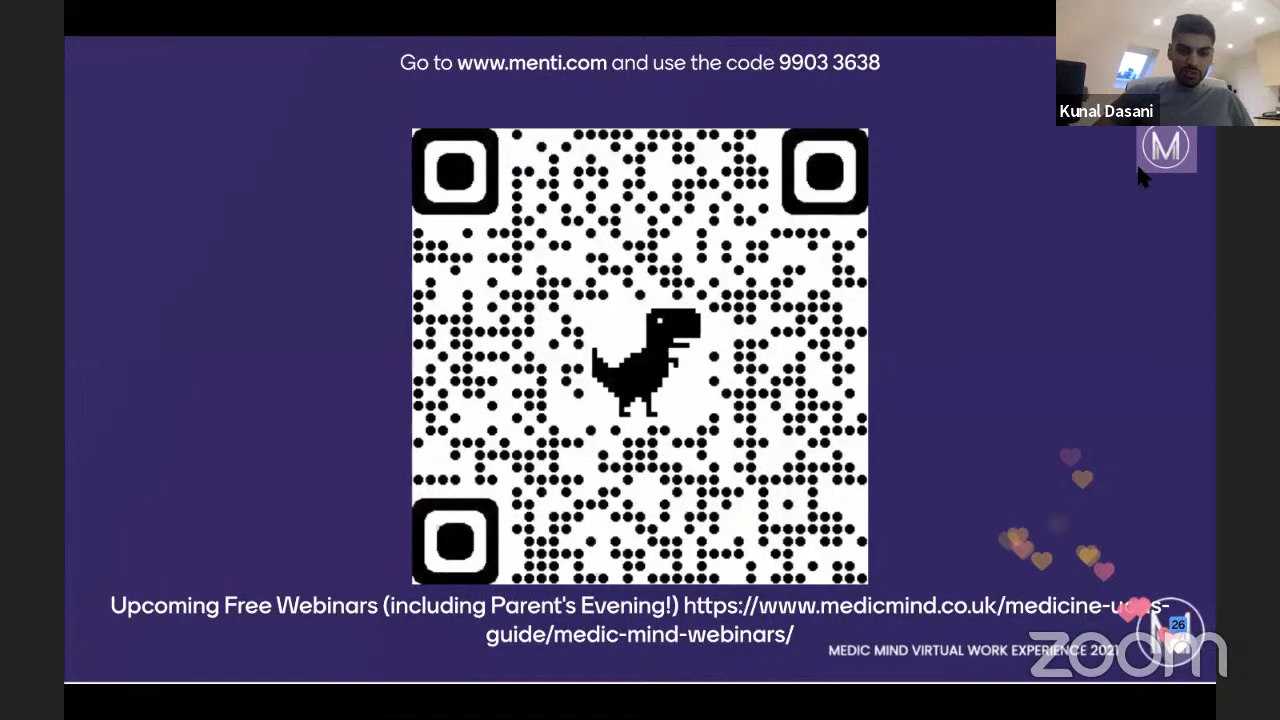 Go to www.menti.com and use the code 9903 3638
Kunal Dasani
M
Upcoming Free Webinars (including Parent's Evening!) https://www.medicmind.co.uk/medicine-
guide/medic-mind-webinars/
MEDIC MIND VIRTUAL WORK EXPERIENCE
26
zoom